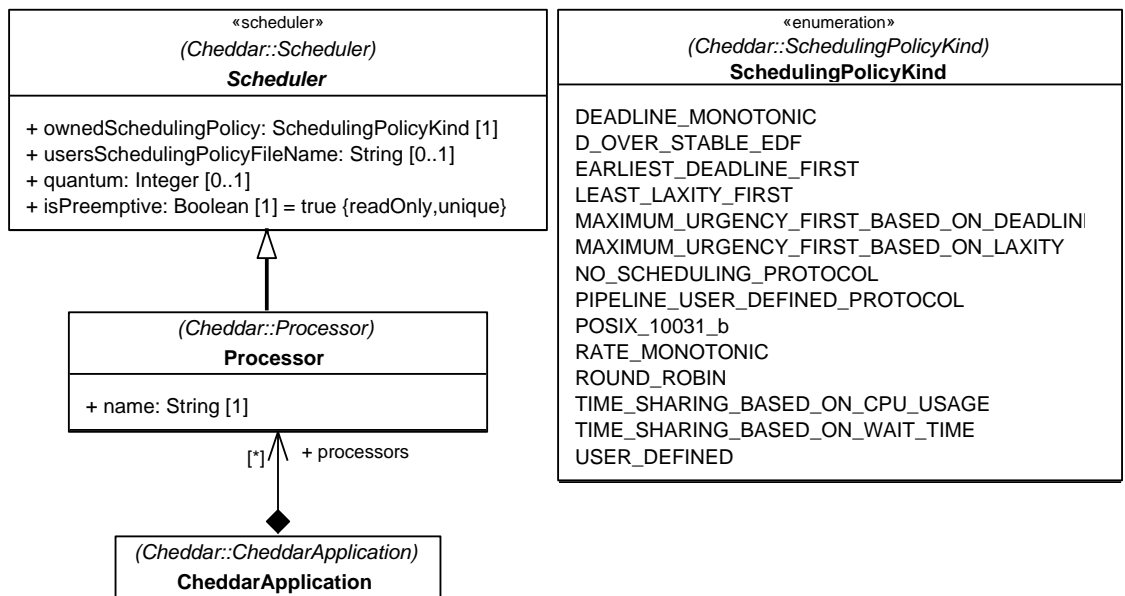 «scheduler»
(Cheddar::Scheduler)
Scheduler
+ ownedSchedulingPolicy: SchedulingPolicyKind [1]
+ usersSchedulingPolicyFileName: String [0..1]
+ quantum: Integer [0..1]
+ isPreemptive: Boolean [1] = true {readOnly,unique}
(Cheddar::Processor)
Processor
+ name: String [1]
[*]
+ processors
(Cheddar::CheddarApplication)
CheddarApplication
«enumeration»
(Cheddar::SchedulingPolicyKind)
SchedulingPolicyKind
DEADLINE_MONOTONIC
D_OVER_STABLE_EDF
EARLIEST_DEADLINE_FIRST
LEAST_LAXITY_FIRST
MAXIMUM_URGENCY_FIRST_BASED_ON_DEADLIN
MAXIMUM_URGENCY_FIRST_BASED_ON_LAXITY
NO_SCHEDULING_PROTOCOL
PIPELINE_USER_DEFINED_PROTOCOL
POSIX_10031_b
RATE_MONOTONIC
ROUND_ROBIN
TIME_SHARING_BASED_ON_CPU_USAGE
TIME_SHARING_BASED_ON_WAIT_TIME
USER_DEFINED